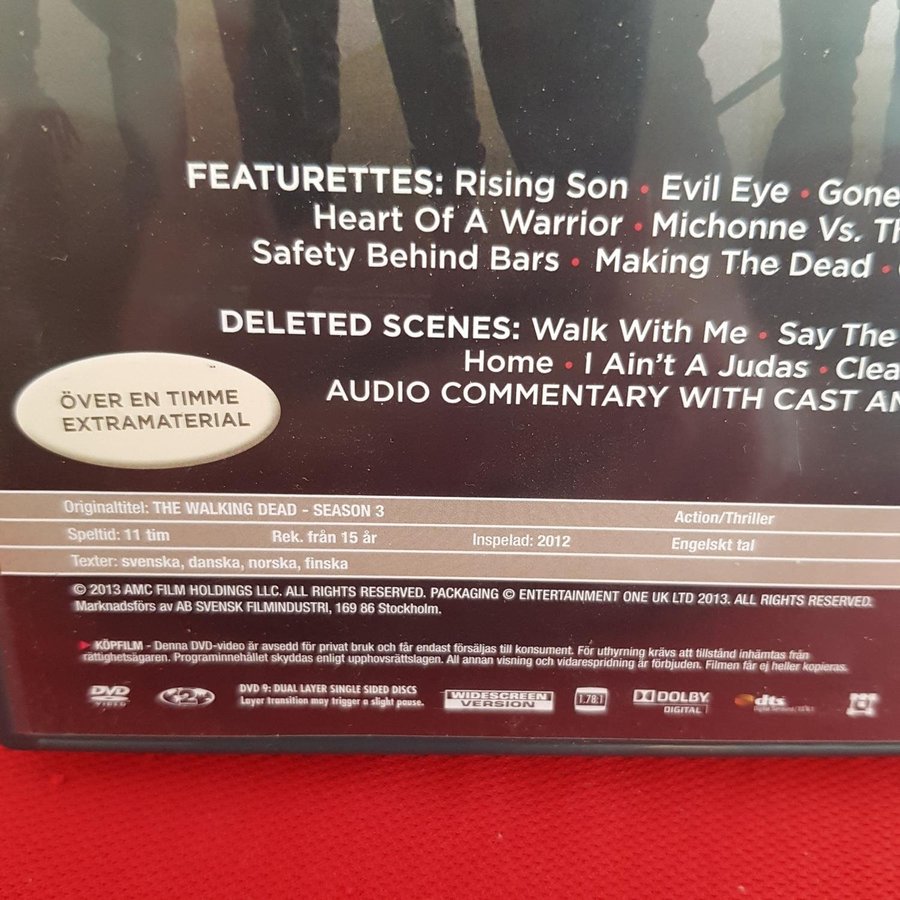 FEATURETTES: Rising Son • Evil Eye • Gone
Heart Of A Warrior • Michonne Vs. Th
Safety Behind Bars • Making The Dead •
DELETED SCENES: Walk With Me • Say The
Home • I Ain't A Judas • Clea
AUDIO COMMENTARY WITH CAST AN
ÖVER EN TIMME
EXTRAMATERIAL
Originaltitel: THE WALKING DEAD - SEASON 3 Action/Thriller
Speltid: 11 tim Rek. från 15 år Inspelad: 2012 Engelskt tal
Texter: svenska, danska, norska, finska
© 2013 AMC FILM HOLDINGS LLC. ALL RIGHTS RESERVED. PACKAGING © ENTERTAINMENT ONE UK LTD 2013. ALL RIGHTS RESERVED.
Marknadsförs av AB SVENSK FILMINDUSTRI, 169 86 Stockholm.
KÖPFILM - Denna DVD-video är avsedd för privat bruk och får endast försäljas till konsument. För uthyrning krävs att tillstånd inhämtas från
rättighetsägaren. Programinnehållet skyddas enligt upphovsrättslagen. All annan visning och vidarespridning är förbjuden. Filmen får ej heller kopieras.
DVD VIDEO 2 DVD 9: DUAL LAYER SINGLE SIDED DISCS
Layer transition may trigger a slight pause.
WIDESCREEN
VERSION
1.78:1
DOLBY
DIGITAL
dts